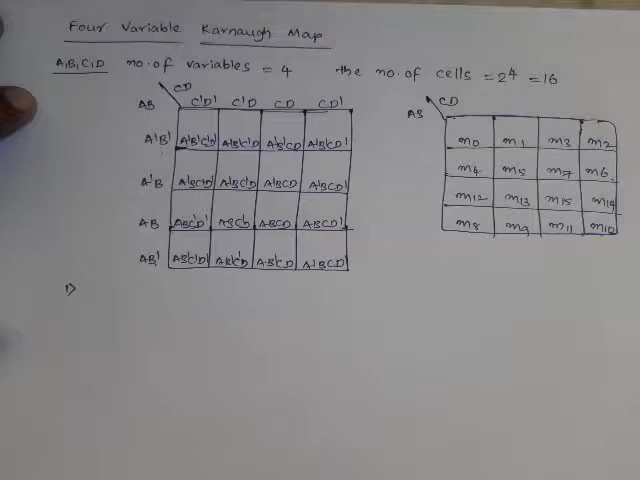 Four Variable Karnaugh Map
A,B,C,D no. of variables = 4 the no. of cells = 2⁴ = 16
AB CD C'D' C'D CD CD'
A'B' A'B'C'D' A'B'C'D A'B'CD A'B'CD'
A'B A'BC'D' A'BC'D A'BCD A'BCD'
AB ABC'D' ABC'D ABCD ABCD'
AB' AB'C'D' AB'C'D AB'CD A'BCD'
AB CD
m0 m1 m3 m2
m4 m5 m7 m6
m12 m13 m15 m14
m8 m9 m11 m10
1)